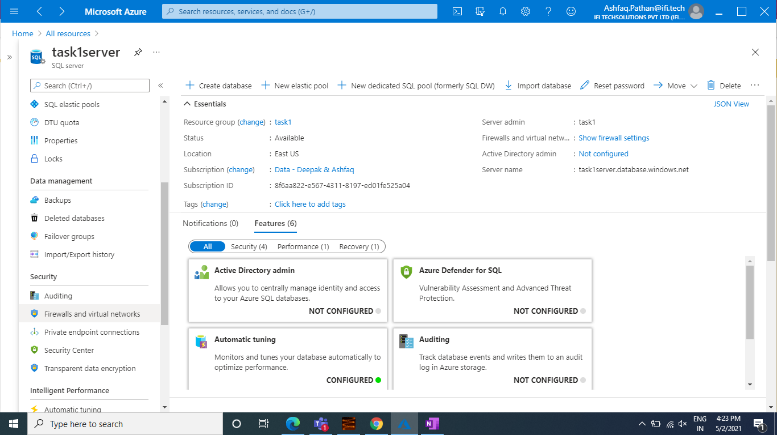 Microsoft Azure
Search resources, services, and docs (G+/)
Ashfaq.Pathan@ifi.tech
IFI TECHSOLUTIONS PVT LTD (IFI....
Home > All resources >
task1server
SQL server
Search (Ctrl+/)
SQL elastic pools
DTU quota
Properties
Locks
Data management
Backups
Deleted databases
Failover groups
Import/Export history
Security
Auditing
Firewalls and virtual networks
Private endpoint connections
Security Center
Transparent data encryption
Intelligent Performance
Automatic tuning
Create database
New elastic pool
New dedicated SQL pool (formerly SQL DW)
Import database
Reset password
Move
Delete
Essentials
JSON View
Resource group (change) : task1
Status : Available
Location : East US
Subscription (change) : Data - Deepak & Ashfaq
Subscription ID : 8f6aa822-e567-4311-8197-ed01fe525a04
Tags (change) : Click here to add tags
Server admin : task1
Firewalls and virtual netw... : Show firewall settings
Active Directory admin : Not configured
Server name : task1server.database.windows.net
Notifications (0)
Features (6)
All
Security (4)
Performance (1)
Recovery (1)
Active Directory admin
Allows you to centrally manage identity and access
to your Azure SQL databases.
NOT CONFIGURED
Azure Defender for SQL
Vulnerability Assessment and Advanced Threat
Protection.
NOT CONFIGURED
Automatic tuning
Monitors and tunes your database automatically to
optimize performance.
CONFIGURED
Auditing
Track database events and writes them to an audit
log in Azure storage.
NOT CONFIGURED
Type here to search
ENG
IN
4:23 PM
5/2/2021